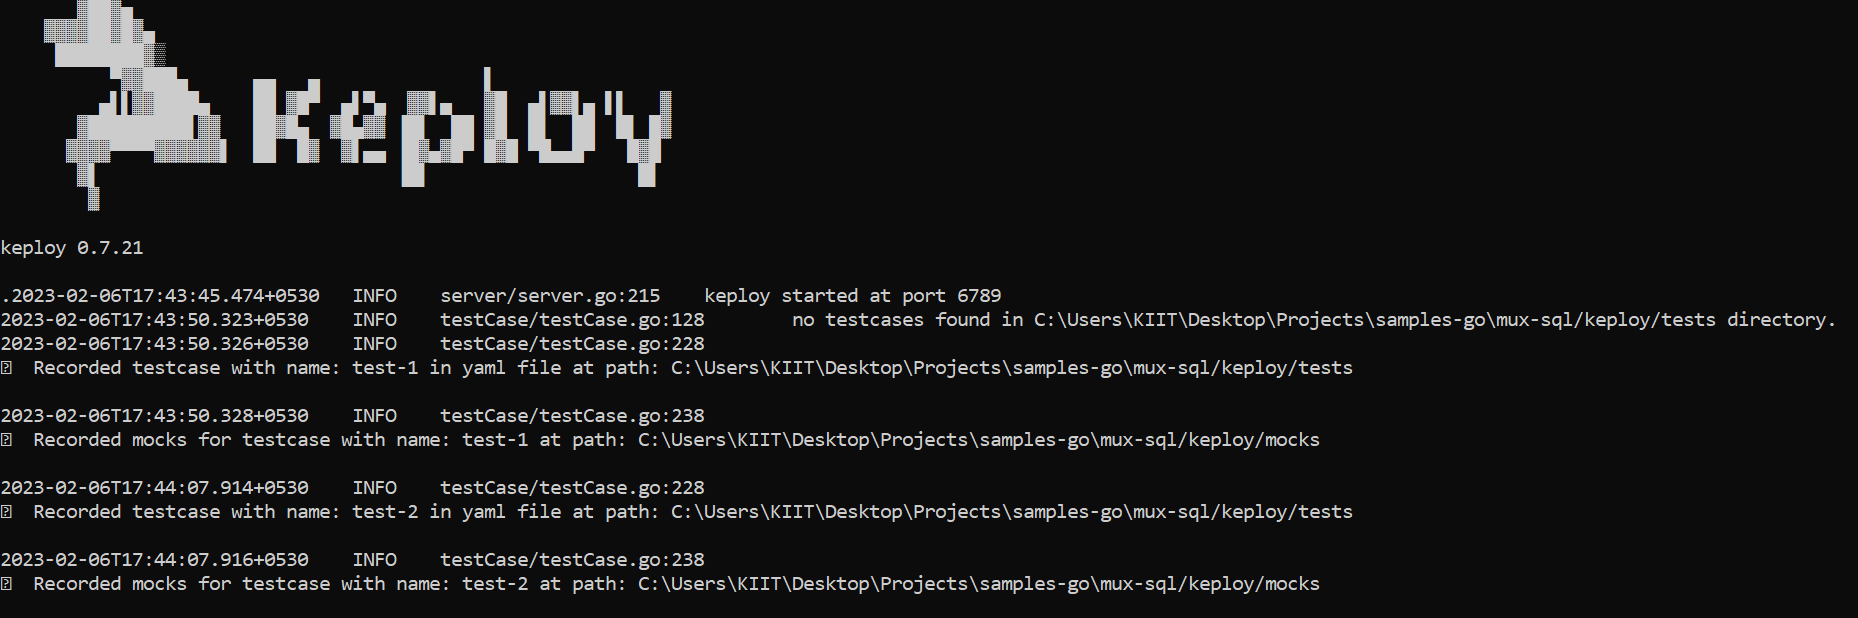 keploy
keploy 0.7.21
.2023-02-06T17:43:45.474+0530   INFO    server/server.go:215    keploy started at port 6789
2023-02-06T17:43:50.323+0530    INFO    testCase/testCase.go:128        no testcases found in C:\Users\KIIT\Desktop\Projects\samples-go\mux-sql/keploy/tests directory.
2023-02-06T17:43:50.326+0530    INFO    testCase/testCase.go:228
Recorded testcase with name: test-1 in yaml file at path: C:\Users\KIIT\Desktop\Projects\samples-go\mux-sql/keploy/tests
2023-02-06T17:43:50.328+0530    INFO    testCase/testCase.go:238
Recorded mocks for testcase with name: test-1 at path: C:\Users\KIIT\Desktop\Projects\samples-go\mux-sql/keploy/mocks
2023-02-06T17:44:07.914+0530    INFO    testCase/testCase.go:228
Recorded testcase with name: test-2 in yaml file at path: C:\Users\KIIT\Desktop\Projects\samples-go\mux-sql/keploy/tests
2023-02-06T17:44:07.916+0530    INFO    testCase/testCase.go:238
Recorded mocks for testcase with name: test-2 at path: C:\Users\KIIT\Desktop\Projects\samples-go\mux-sql/keploy/mocks